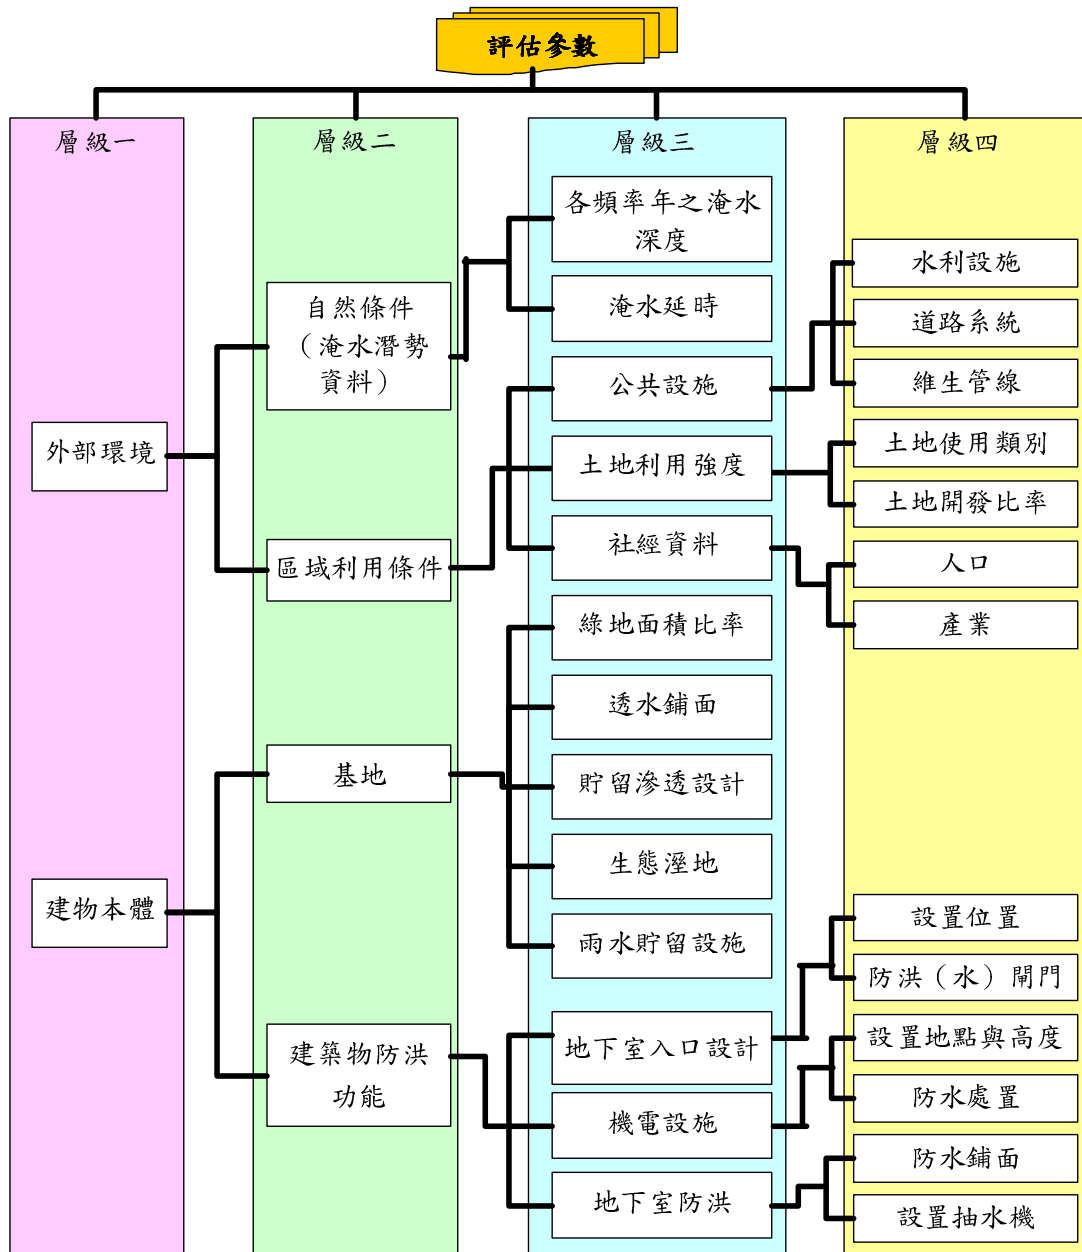 評估參數
層級一
層級二
層級三
層級四
外部環境
建物本體
自然條件
（淹水潛勢
資料）
區域利用條件
基地
建築物防洪
功能
各頻率年之淹水
深度
淹水延時
公共設施
土地利用強度
社經資料
綠地面積比率
透水鋪面
貯留滲透設計
生態溼地
雨水貯留設施
地下室入口設計
機電設施
地下室防洪
水利設施
道路系統
維生管線
土地使用類別
土地開發比率
人口
產業
設置位置
防洪（水）閘門
設置地點與高度
防水處置
防水鋪面
設置抽水機